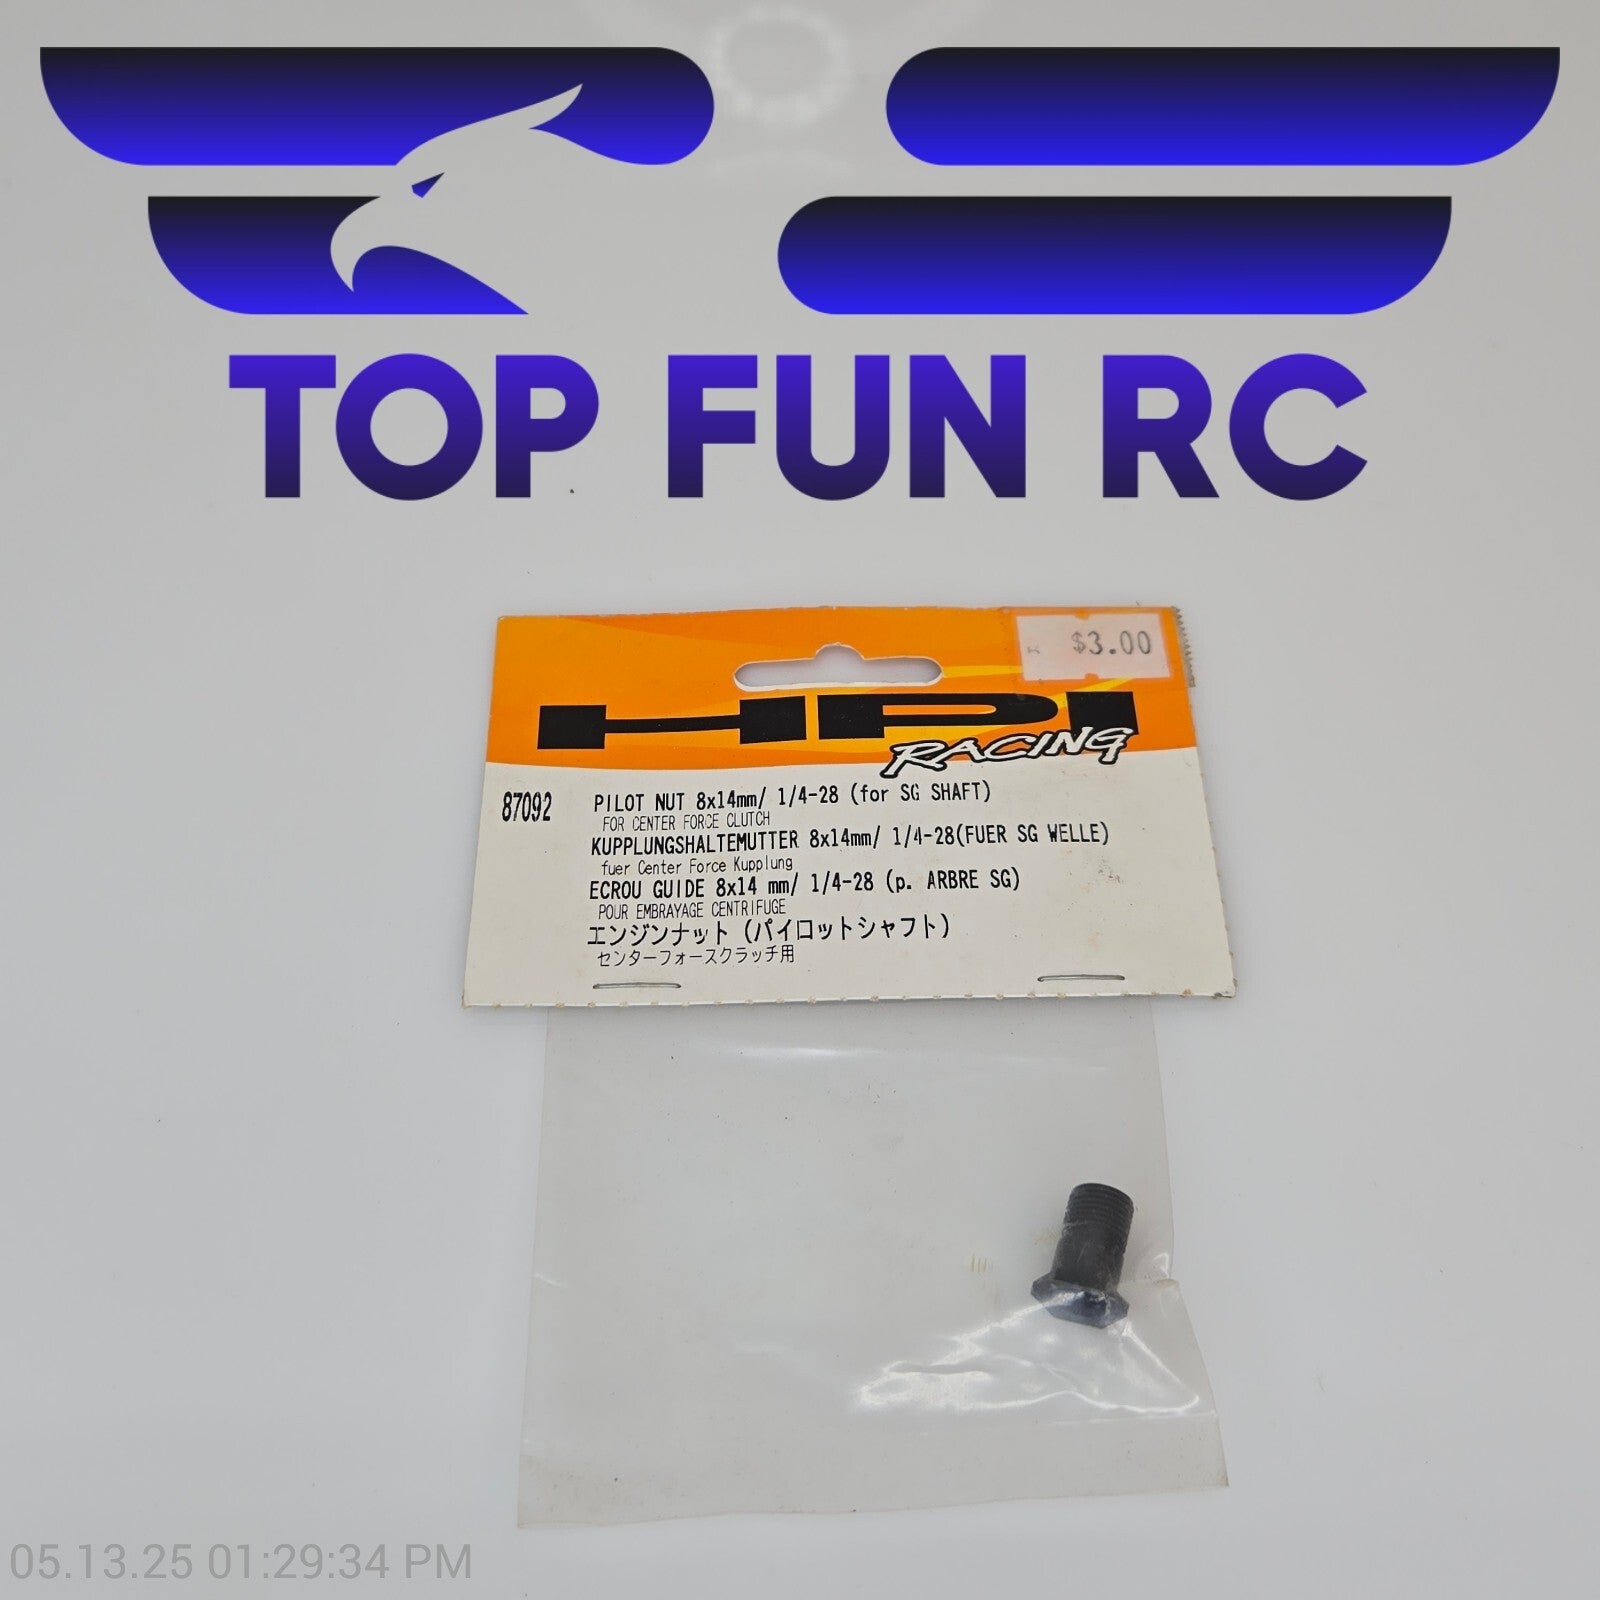 TOP FUN RC
$3.00
HPI
RACING
87092
PILOT NUT 8x14mm/ 1/4-28 (for SG SHAFT)
FOR CENTER FORCE CLUTCH
KUPPLUNGSHALTEMUTTER 8x14mm/ 1/4-28(FUER SG WELLE)
fuer Center Force Kupplung
ECROU GUIDE 8x14 mm/ 1/4-28 (p. ARBRE SG)
POUR EMBRAYAGE CENTRIFUGE
エンジンナット (パイロットシャフト)
センターフォースクラッチ用
05.13.25 01:29:34 PM